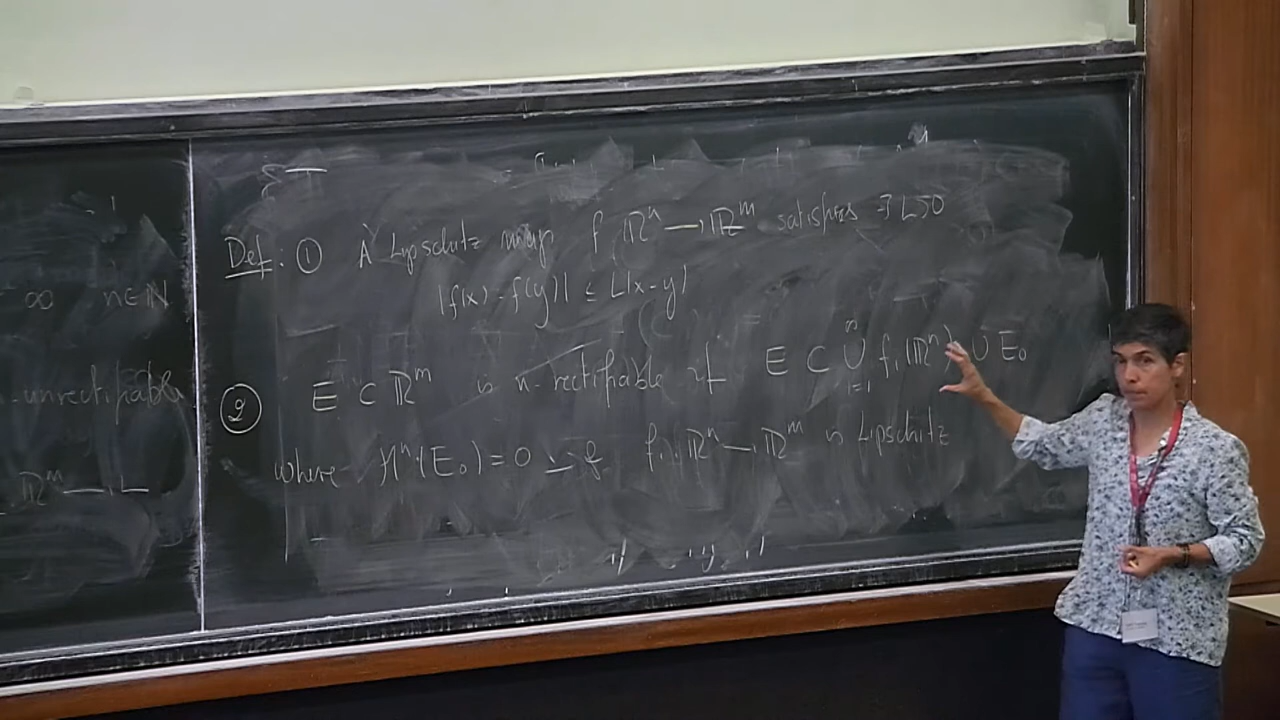 ∞ n∈ℕ
unrectifiable
ℝᵐ — L
Def: ① A Lipschitz map f ℝⁿ → ℝᵐ satisfies ∃ L>0
|f(x) - f(y)| ≤ L|x-y|
② E ⊂ ℝᵐ is n-rectifiable if E ⊂ ∪ᵢ₌₁ fᵢ(ℝⁿ) ∪ E₀
where ℋⁿ(E₀) = 0 fᵢ: ℝⁿ → ℝᵐ is Lipschitz